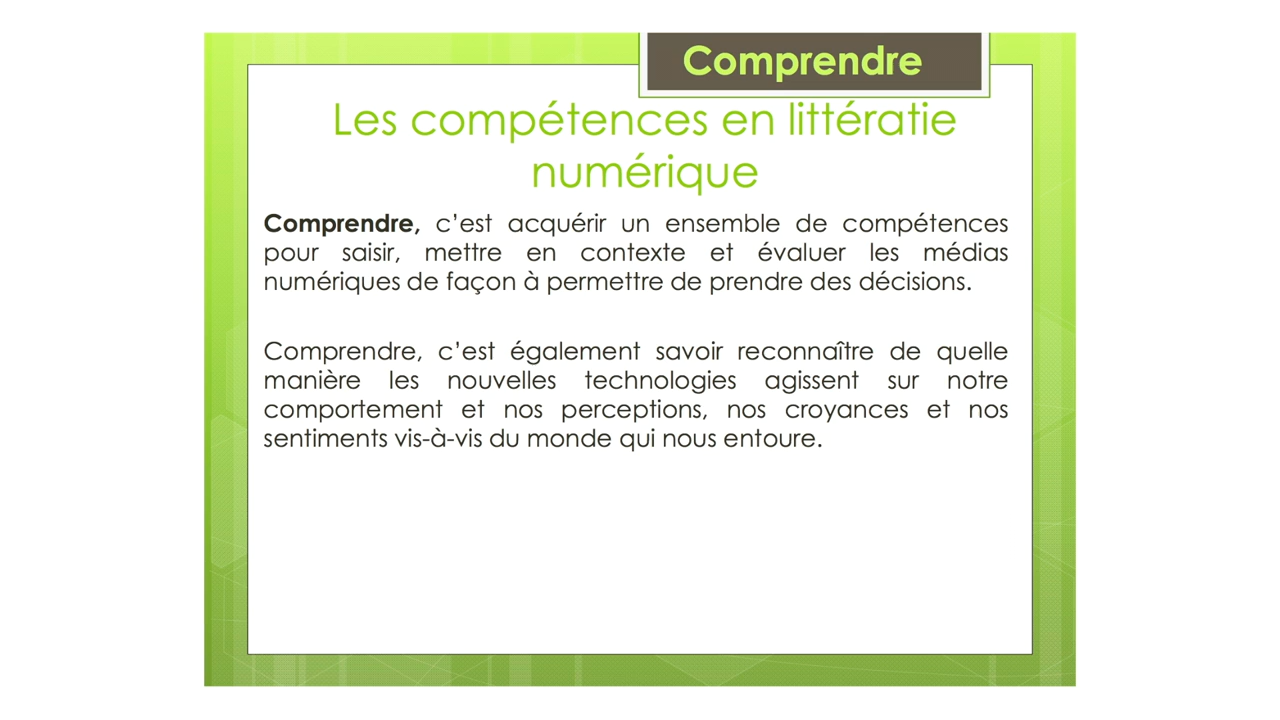 Comprendre
Les compétences en littératie
numérique
Comprendre, c’est acquérir un ensemble de compétences
pour saisir, mettre en contexte et évaluer les médias
numériques de façon à permettre de prendre des décisions.
Comprendre, c’est également savoir reconnaître de quelle
manière les nouvelles technologies agissent sur notre
comportement et nos perceptions, nos croyances et nos
sentiments vis-à-vis du monde qui nous entoure.